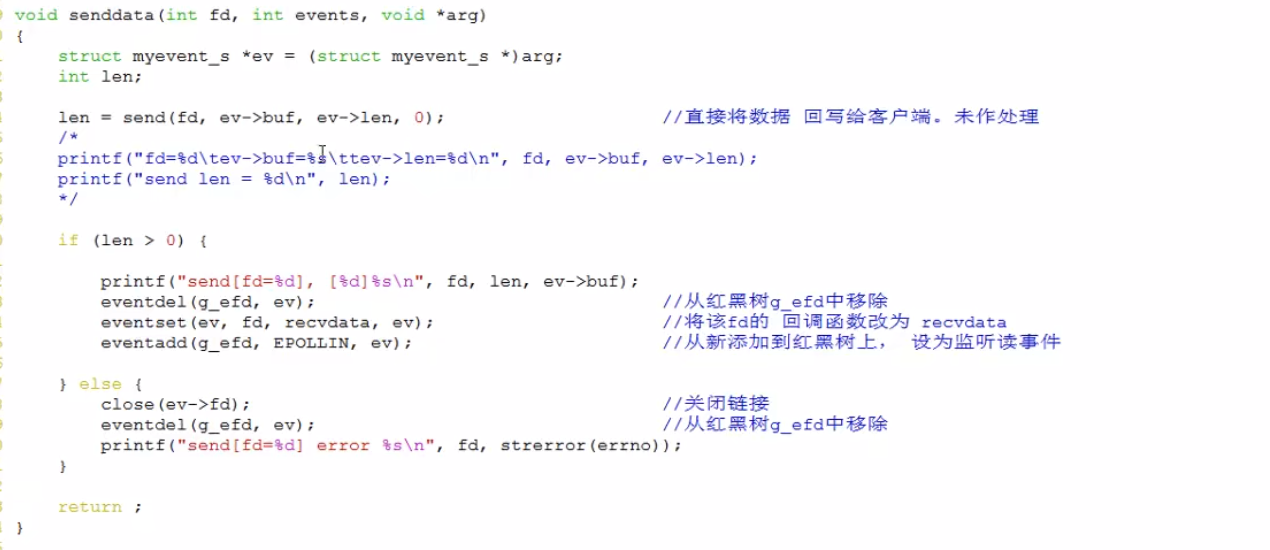 void senddata(int fd, int events, void *arg)
{
    struct myevent_s *ev = (struct myevent_s *)arg;
    int len;

    len = send(fd, ev->buf, ev->len, 0);                    //直接将数据 回写给客户端。未作处理
    /*
    printf("fd=%d\tev->buf=%s\ttev->len=%d\n", fd, ev->buf, ev->len);
    printf("send len = %d\n", len);
    */

    if (len > 0) {

        printf("send[fd=%d], [%d]%s\n", fd, len, ev->buf);
        eventdel(g_efd, ev);                                //从红黑树g_efd中移除
        eventset(ev, fd, recvdata, ev);                     //将该fd的 回调函数改为 recvdata
        eventadd(g_efd, EPOLLIN, ev);                       //从新添加到红黑树上， 设为监听读事件

    } else {
        close(ev->fd);                                      //关闭链接
        eventdel(g_efd, ev);                                //从红黑树g_efd中移除
        printf("send[fd=%d] error %s\n", fd, strerror(errno));
    }

    return ;
}